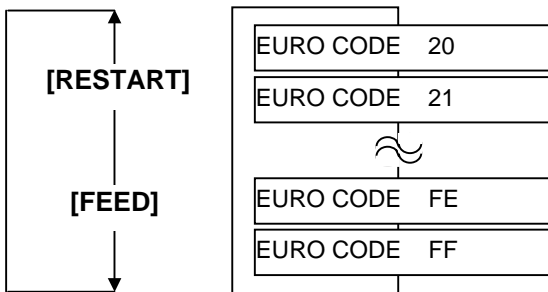 EURO CODE 20
[RESTART]
EURO CODE 21
[FEED]
EURO CODE FE
EURO CODE FF